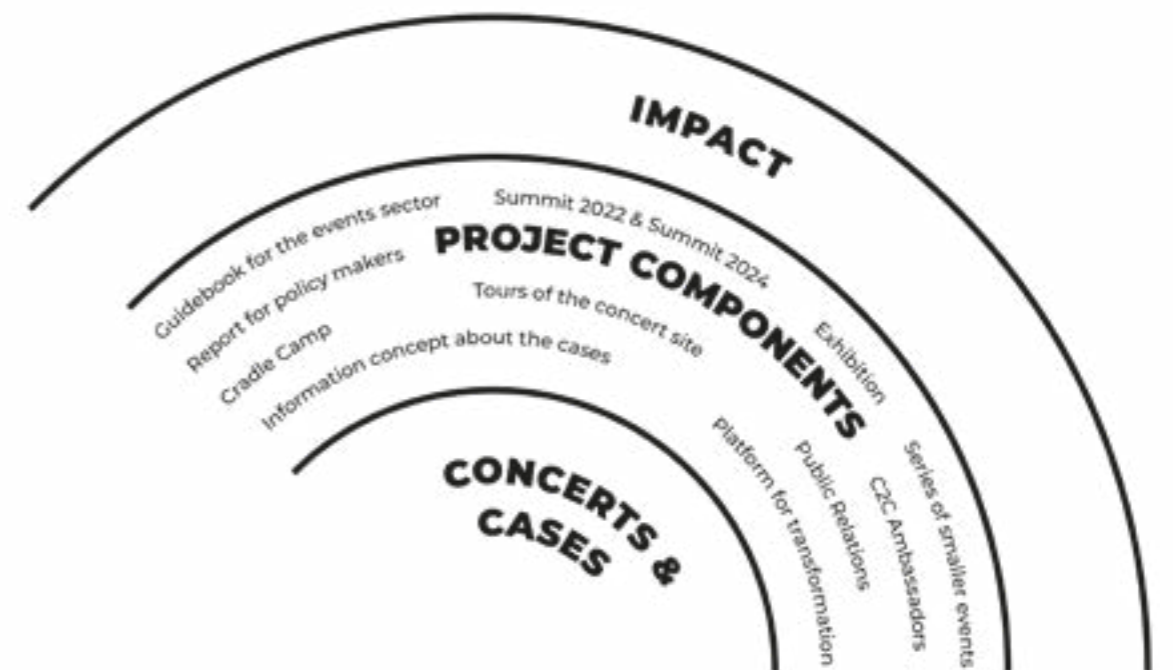 IMPACT
Guidebook for the events sector
Summit 2022 & Summit 2024
PROJECT COMPONENTS
Report for policy makers
Tours of the concert site
Exhibition
Cradle Camp
Information concept about the cases
Platform for transformation
Public Relations
C2C Ambassadors
Series of smaller events
CONCERTS &
CASES